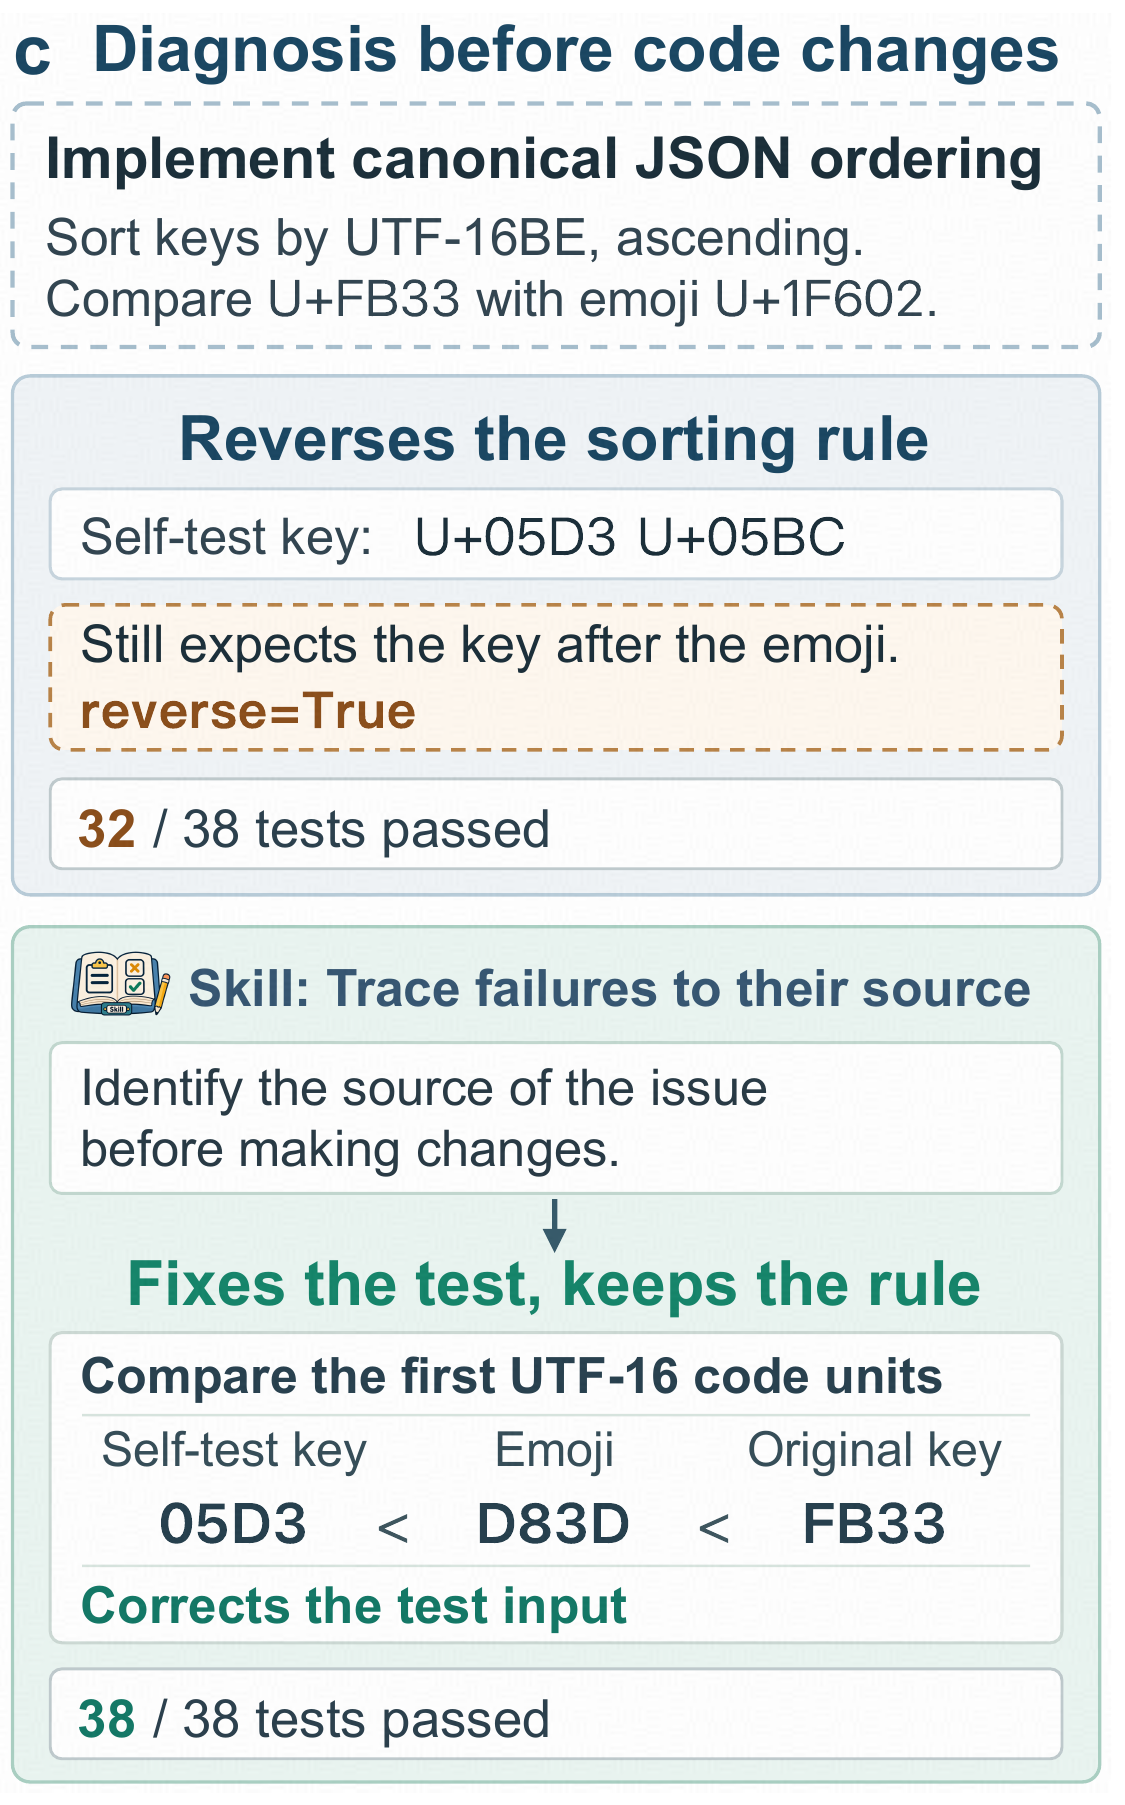 c Diagnosis before code changes
Implement canonical JSON ordering
Sort keys by UTF-16BE, ascending.
Compare U+FB33 with emoji U+1F602.
Reverses the sorting rule
Self-test key: U+05D3 U+05BC
Still expects the key after the emoji.
reverse=True
32 / 38 tests passed
Skill
Skill: Trace failures to their source
Identify the source of the issue
before making changes.
Fixes the test, keeps the rule
Compare the first UTF-16 code units
Self-test key Emoji Original key
05D3 < D83D < FB33
Corrects the test input
38 / 38 tests passed